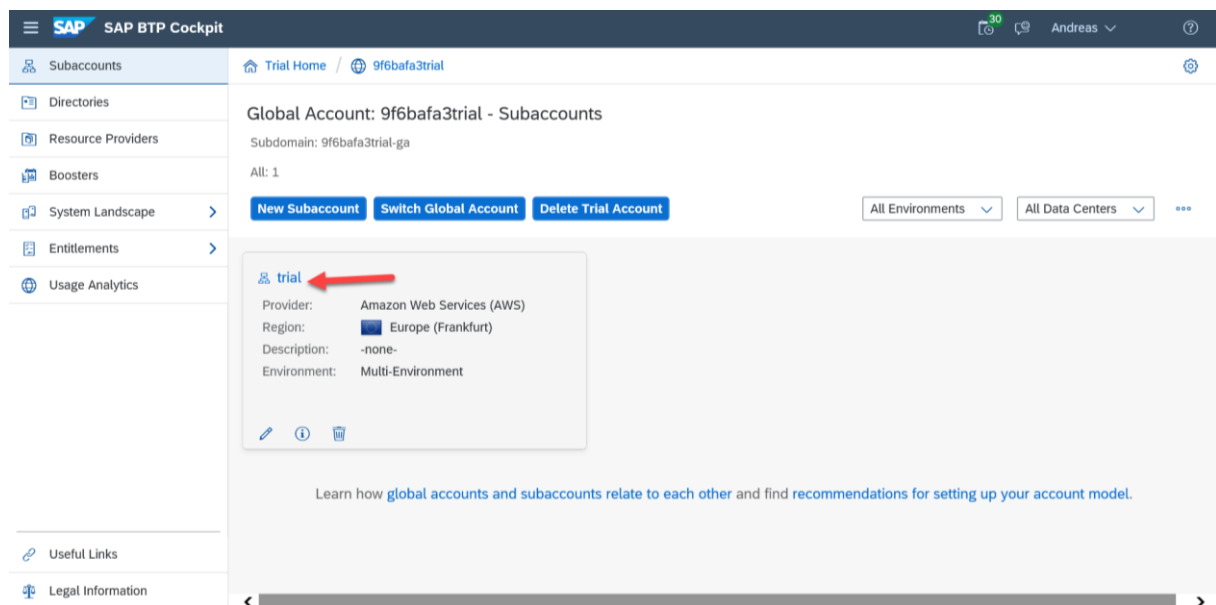 SAP SAP BTP Cockpit
30
Andreas
Subaccounts
Directories
Resource Providers
Boosters
System Landscape
Entitlements
Usage Analytics
Useful Links
Legal Information
Trial Home / 9f6bafa3trial
Global Account: 9f6bafa3trial - Subaccounts
Subdomain: 9f6bafa3trial-ga
All: 1
New Subaccount Switch Global Account Delete Trial Account All Environments All Data Centers
trial
Provider: Amazon Web Services (AWS)
Region: Europe (Frankfurt)
Description: -none-
Environment: Multi-Environment
Learn how global accounts and subaccounts relate to each other and find recommendations for setting up your account model.